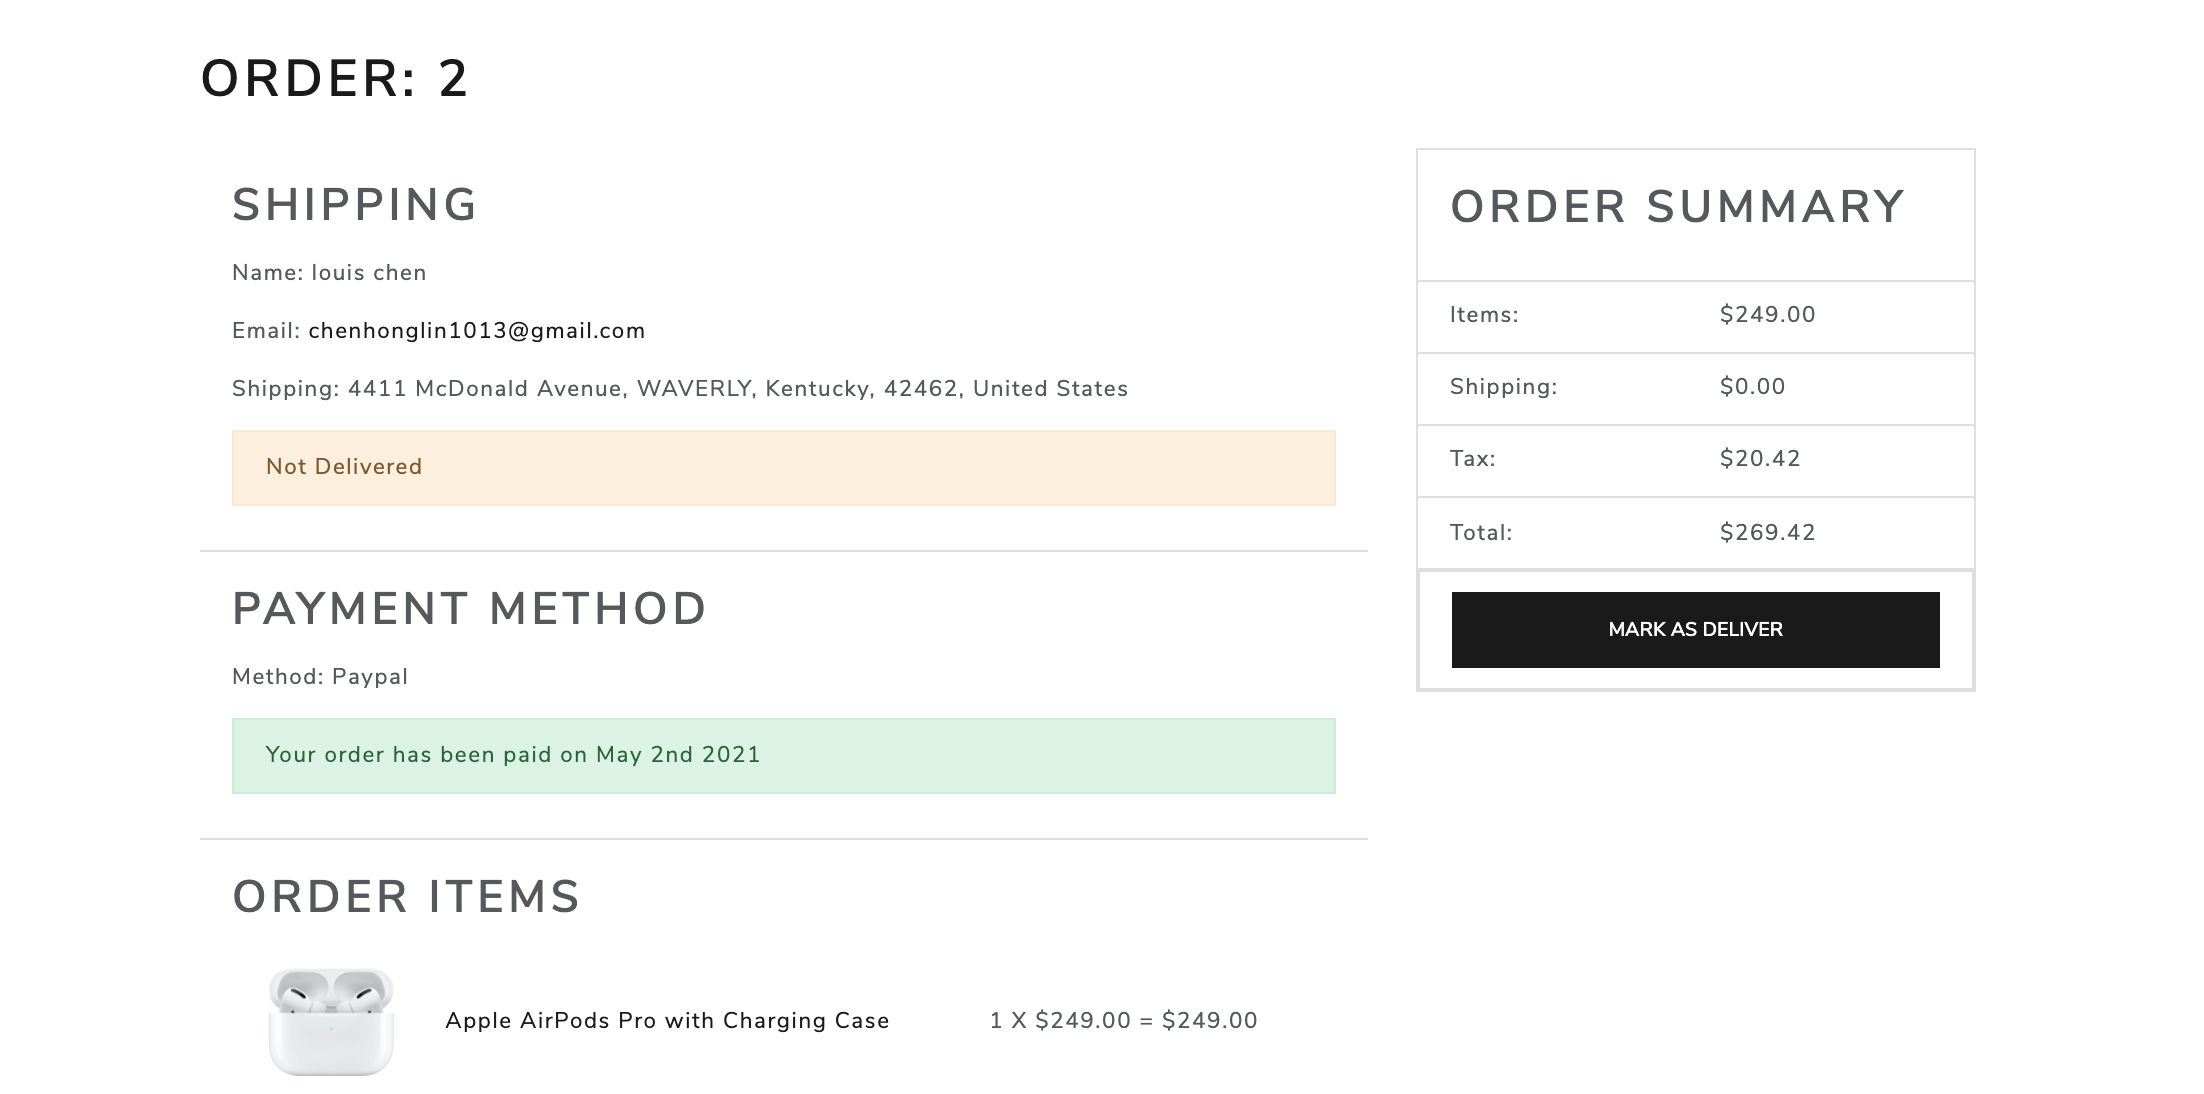 ORDER: 2
SHIPPING
Name: louis chen
Email: chenhonglin1013@gmail.com
Shipping: 4411 McDonald Avenue, WAVERLY, Kentucky, 42462, United States
Not Delivered
PAYMENT METHOD
Method: Paypal
Your order has been paid on May 2nd 2021
ORDER ITEMS
Apple AirPods Pro with Charging Case 1 X $249.00 = $249.00
ORDER SUMMARY
Items: $249.00
Shipping: $0.00
Tax: $20.42
Total: $269.42
MARK AS DELIVER